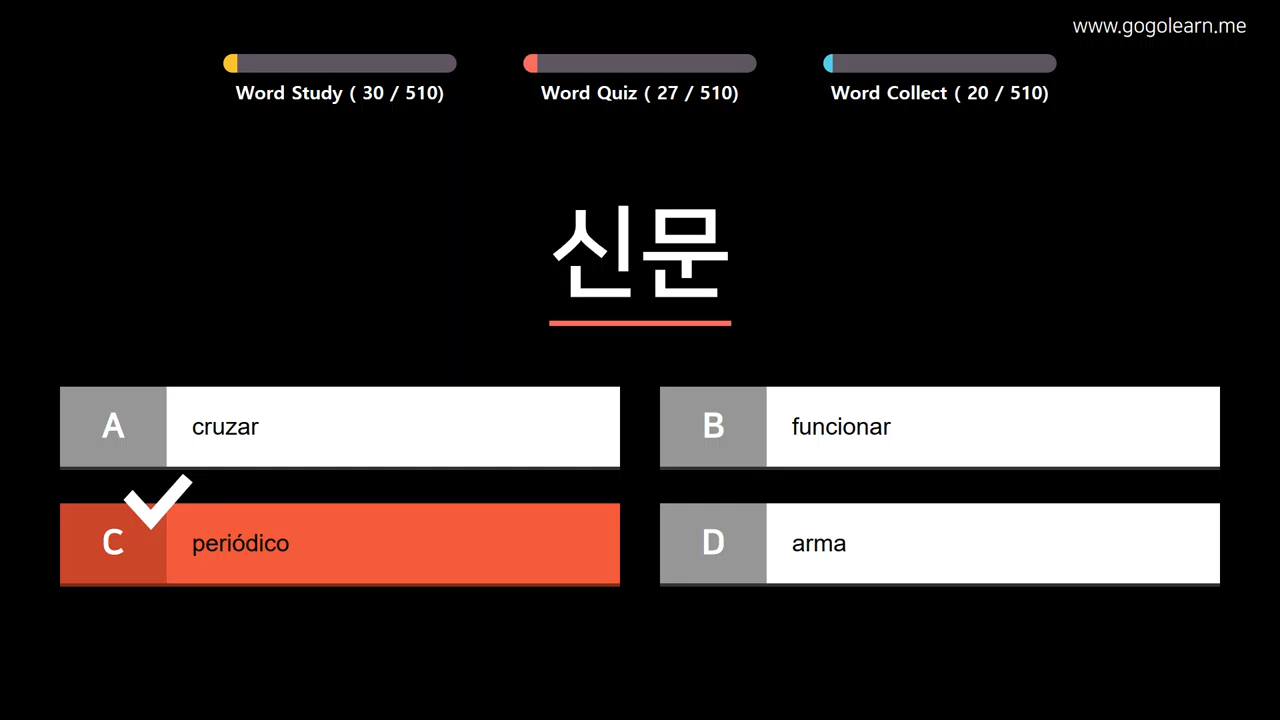 www.gogolearn.me
Word Study ( 30 / 510)
Word Quiz ( 27 / 510)
Word Collect ( 20 / 510)
신문
A cruzar
B funcionar
C periódico
D arma